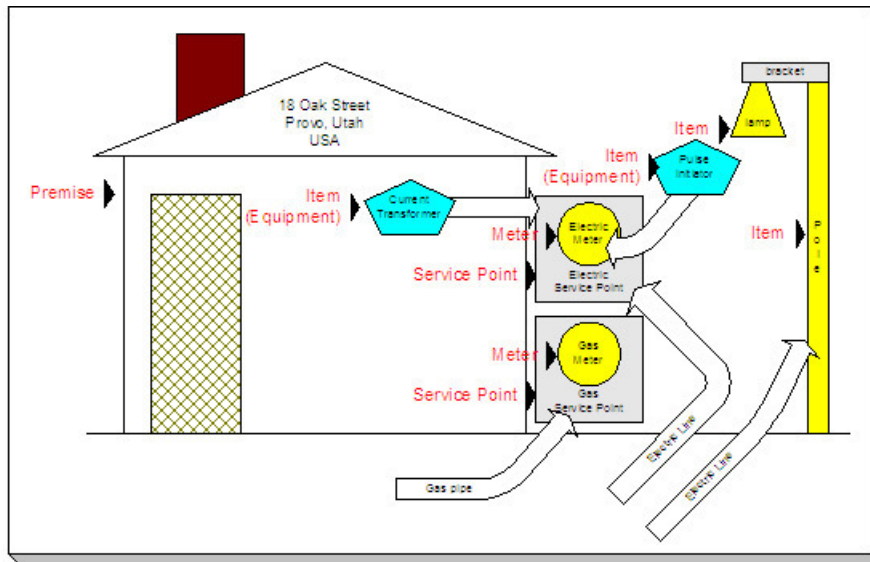 bracket
18 Oak Street
Provo, Utah
USA
lamp
Item
Item
(Equipment)
Pulse
Initiator
Premise
Item
(Equipment)
Current
Transformer
Meter
Electric
Meter
Item
Pole
Service Point
Electric
Service Point
Meter
Gas
Meter
Service Point
Gas
Service Point
Electric Line
Electric Line
Gas pipe